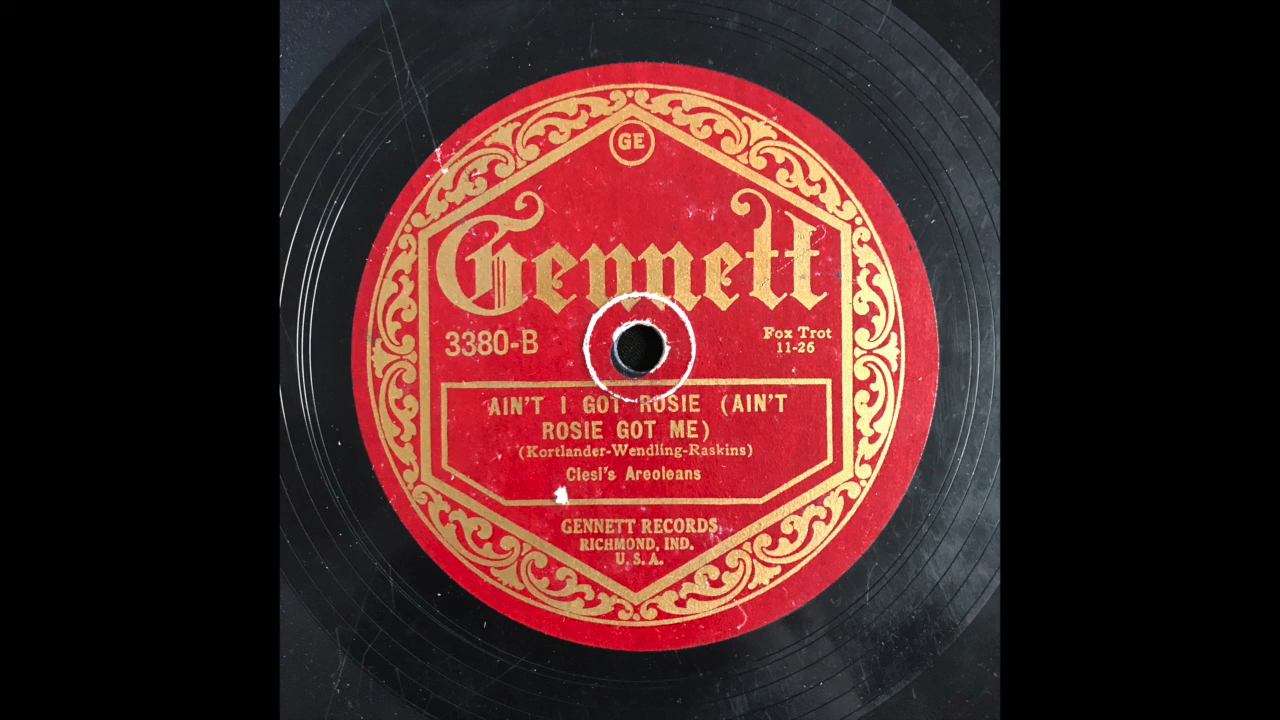 GE
Gennett
3380-B
Fox Trot
11-26
AIN'T I GOT ROSIE (AIN'T
ROSIE GOT ME)
(Kortlander-Wendling-Raskins)
Ciesi's Areoleans
GENNETT RECORDS
RICHMOND, IND.
U. S. A.